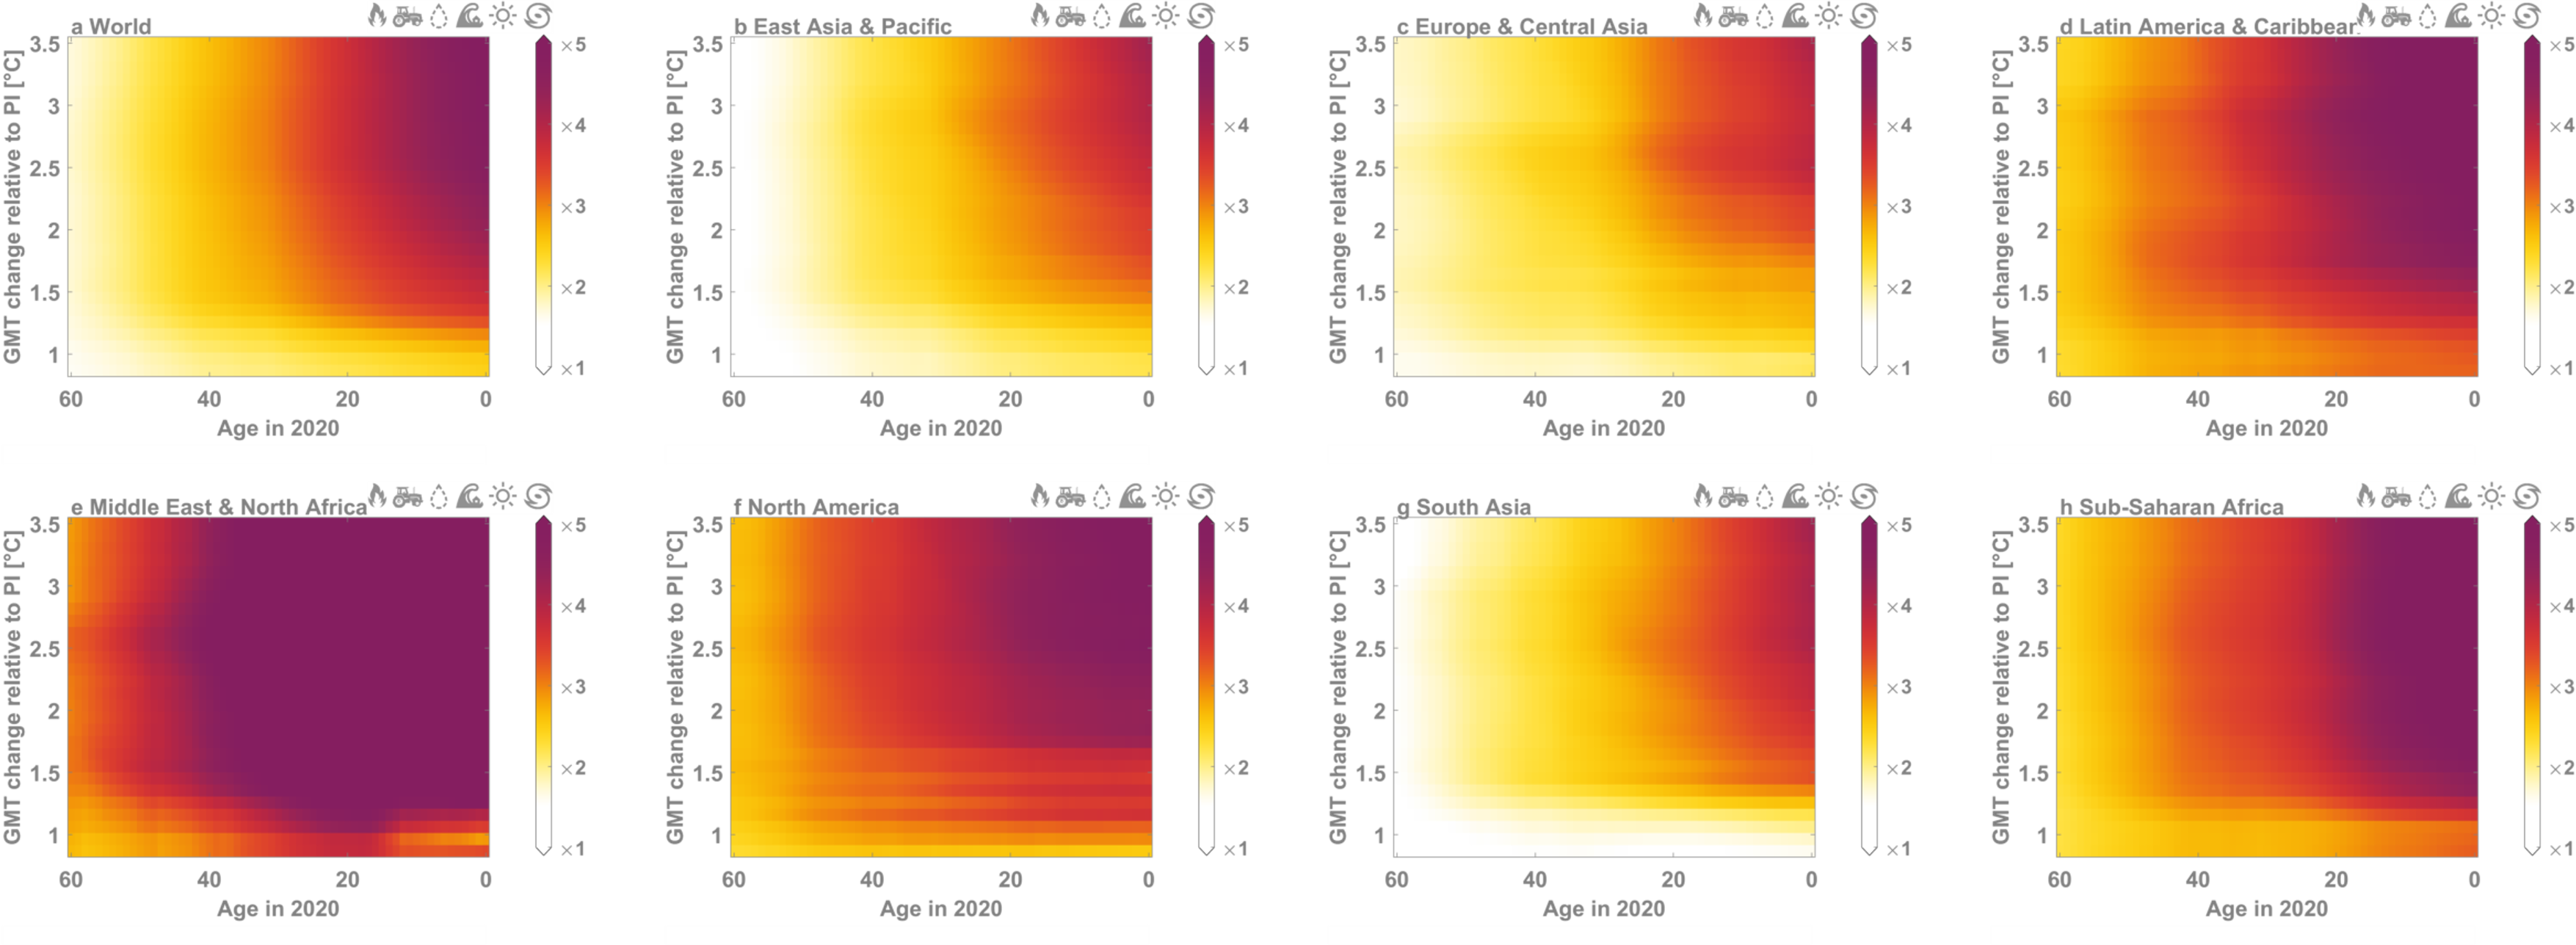 a World
GMT change relative to PI [°C]
3.5
3
2.5
2
1.5
1
60 40 20 0
Age in 2020
×5
×4
×3
×2
×1
b East Asia & Pacific
GMT change relative to PI [°C]
3.5
3
2.5
2
1.5
1
60 40 20 0
Age in 2020
×5
×4
×3
×2
×1
c Europe & Central Asia
GMT change relative to PI [°C]
3.5
3
2.5
2
1.5
1
60 40 20 0
Age in 2020
×5
×4
×3
×2
×1
d Latin America & Caribbean
GMT change relative to PI [°C]
3.5
3
2.5
2
1.5
1
60 40 20 0
Age in 2020
×5
×4
×3
×2
×1
e Middle East & North Africa
GMT change relative to PI [°C]
3.5
3
2.5
2
1.5
1
60 40 20 0
Age in 2020
×5
×4
×3
×2
×1
f North America
GMT change relative to PI [°C]
3.5
3
2.5
2
1.5
1
60 40 20 0
Age in 2020
×5
×4
×3
×2
×1
g South Asia
GMT change relative to PI [°C]
3.5
3
2.5
2
1.5
1
60 40 20 0
Age in 2020
×5
×4
×3
×2
×1
h Sub-Saharan Africa
GMT change relative to PI [°C]
3.5
3
2.5
2
1.5
1
60 40 20 0
Age in 2020
×5
×4
×3
×2
×1